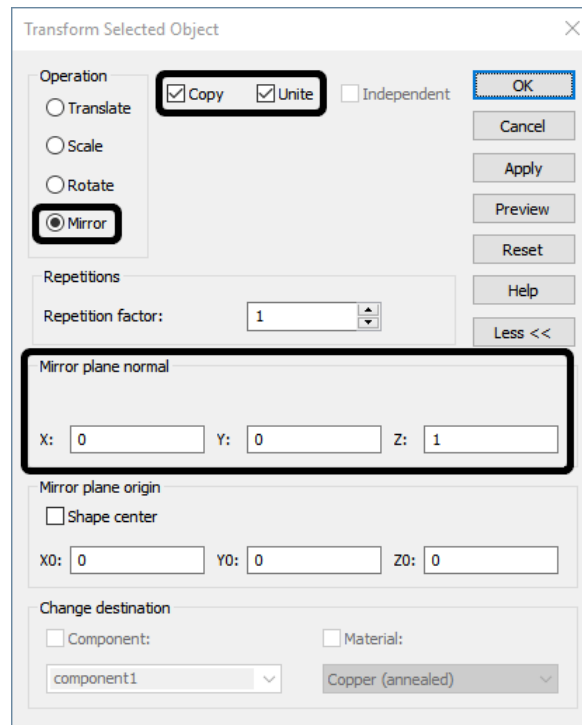 Transform Selected Object
Operation
Translate
Scale
Rotate
Mirror
Copy
Unite
Independent
OK
Cancel
Apply
Preview
Reset
Help
Less <<
Repetitions
Repetition factor: 1
Mirror plane normal
X: 0 Y: 0 Z: 1
Mirror plane origin
Shape center
X0: 0 Y0: 0 Z0: 0
Change destination
Component: Material:
component1 Copper (annealed)